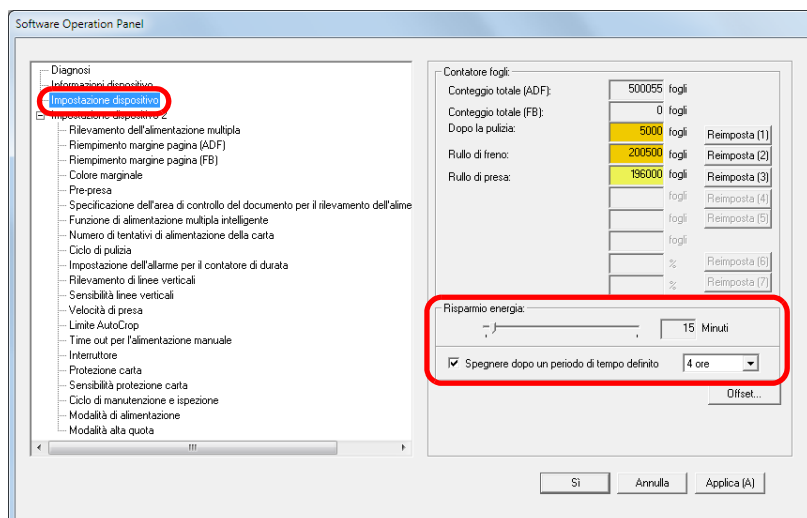 Software Operation Panel
Diagnosi
Informazioni dispositivo
Impostazione dispositivo
Impostazione dispositivo 2
Rilevamento dell'alimentazione multipla
Riempimento margine pagina (ADF)
Riempimento margine pagina (FB)
Colore marginale
Pre-presa
Specificazione dell'area di controllo del documento per il rilevamento dell'alime
Funzione di alimentazione multipla intelligente
Numero di tentativi di alimentazione della carta
Ciclo di pulizia
Impostazione dell'allarme per il contatore di durata
Rilevamento di linee verticali
Sensibilità linee verticali
Velocità di presa
Limite AutoCrop
Time out per l'alimentazione manuale
Interruttore
Protezione carta
Sensibilità protezione carta
Ciclo di manutenzione e ispezione
Modalità di alimentazione
Modalità alta quota
Contatore fogli:
Conteggio totale (ADF): 500055 fogli
Conteggio totale (FB): 0 fogli
Dopo la pulizia: 5000 fogli Reimposta (1)
Rullo di freno: 200500 fogli Reimposta (2)
Rullo di presa: 196000 fogli Reimposta (3)
fogli Reimposta (4)
fogli Reimposta (5)
fogli
% Reimposta (6)
% Reimposta (7)
Risparmio energia:
15 Minuti
Spegnere dopo un periodo di tempo definito 4 ore
Offset...
Sì Annulla Applica (A)